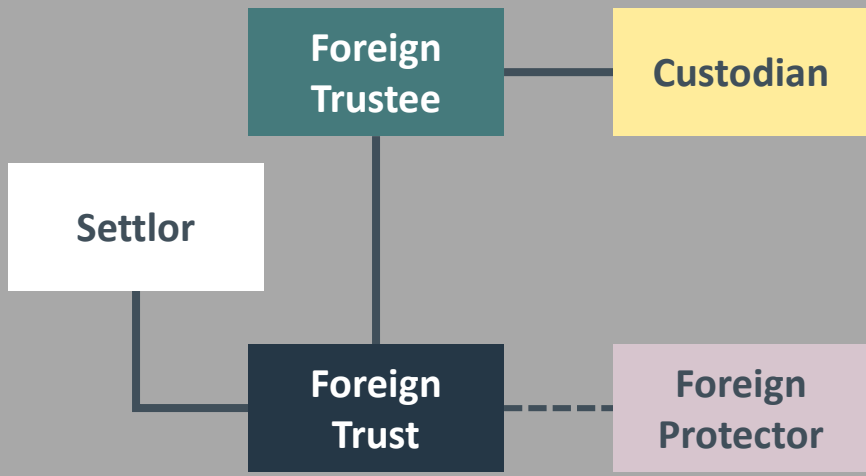 Foreign
Trustee
Custodian
Settlor
Foreign
Trust
Foreign
Protector